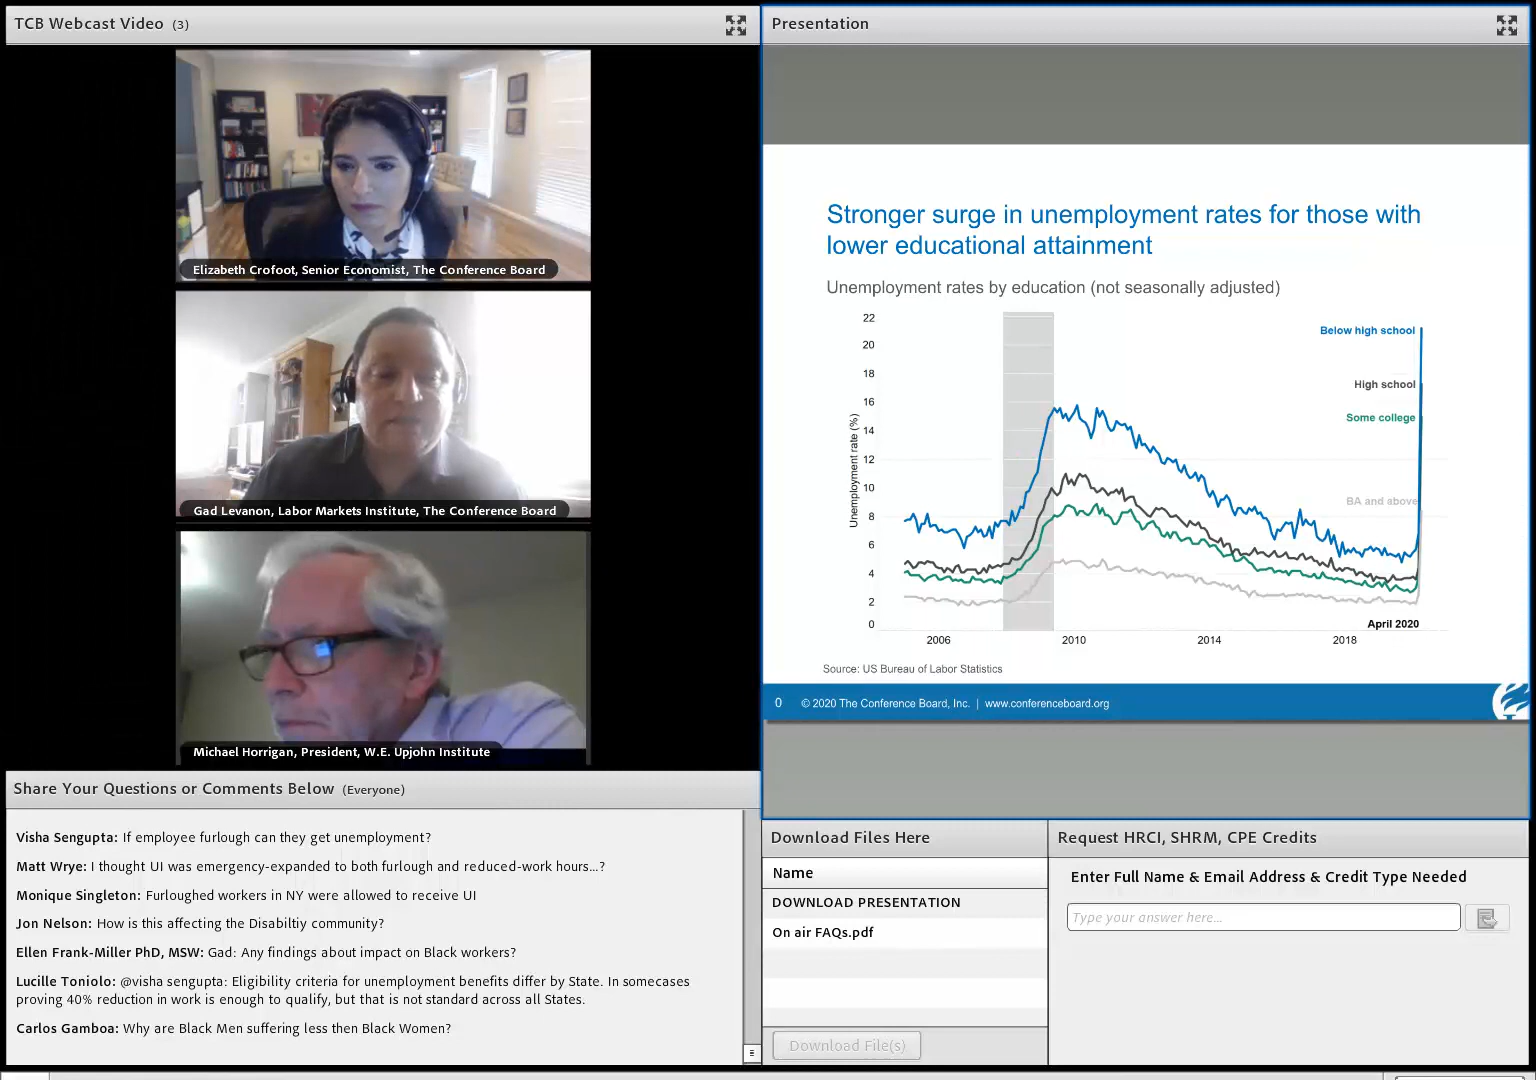 TCB Webcast Video (3)
Elizabeth Crofoot, Senior Economist, The Conference Board
Gad Levanon, Labor Markets Institute, The Conference Board
Michael Horrigan, President, W.E. Upjohn Institute
Share Your Questions or Comments Below (Everyone)
Visha Sengupta: If employee furlough can they get unemployment?
Matt Wrye: I thought UI was emergency-expanded to both furlough and reduced-work hours...?
Monique Singleton: Furloughed workers in NY were allowed to receive UI
Jon Nelson: How is this affecting the Disabiltiy community?
Ellen Frank-Miller PhD, MSW: Gad: Any findings about impact on Black workers?
Lucille Toniolo: @visha sengupta: Eligibility criteria for unemployment benefits differ by State. In somecases
proving 40% reduction in work is enough to qualify, but that is not standard across all States.
Carlos Gamboa: Why are Black Men suffering less then Black Women?
Presentation
Stronger surge in unemployment rates for those with
lower educational attainment
Unemployment rates by education (not seasonally adjusted)
Unemployment rate (%)
22
20
18
16
14
12
10
8
6
4
2
0
Below high school
High school
Some college
BA and above
April 2020
2006 2010 2014 2018
Source: US Bureau of Labor Statistics
0 © 2020 The Conference Board, Inc. | www.conferenceboard.org
Download Files Here
Name
DOWNLOAD PRESENTATION
On air FAQs.pdf
Download File(s)
Request HRCI, SHRM, CPE Credits
Enter Full Name & Email Address & Credit Type Needed
Type your answer here...